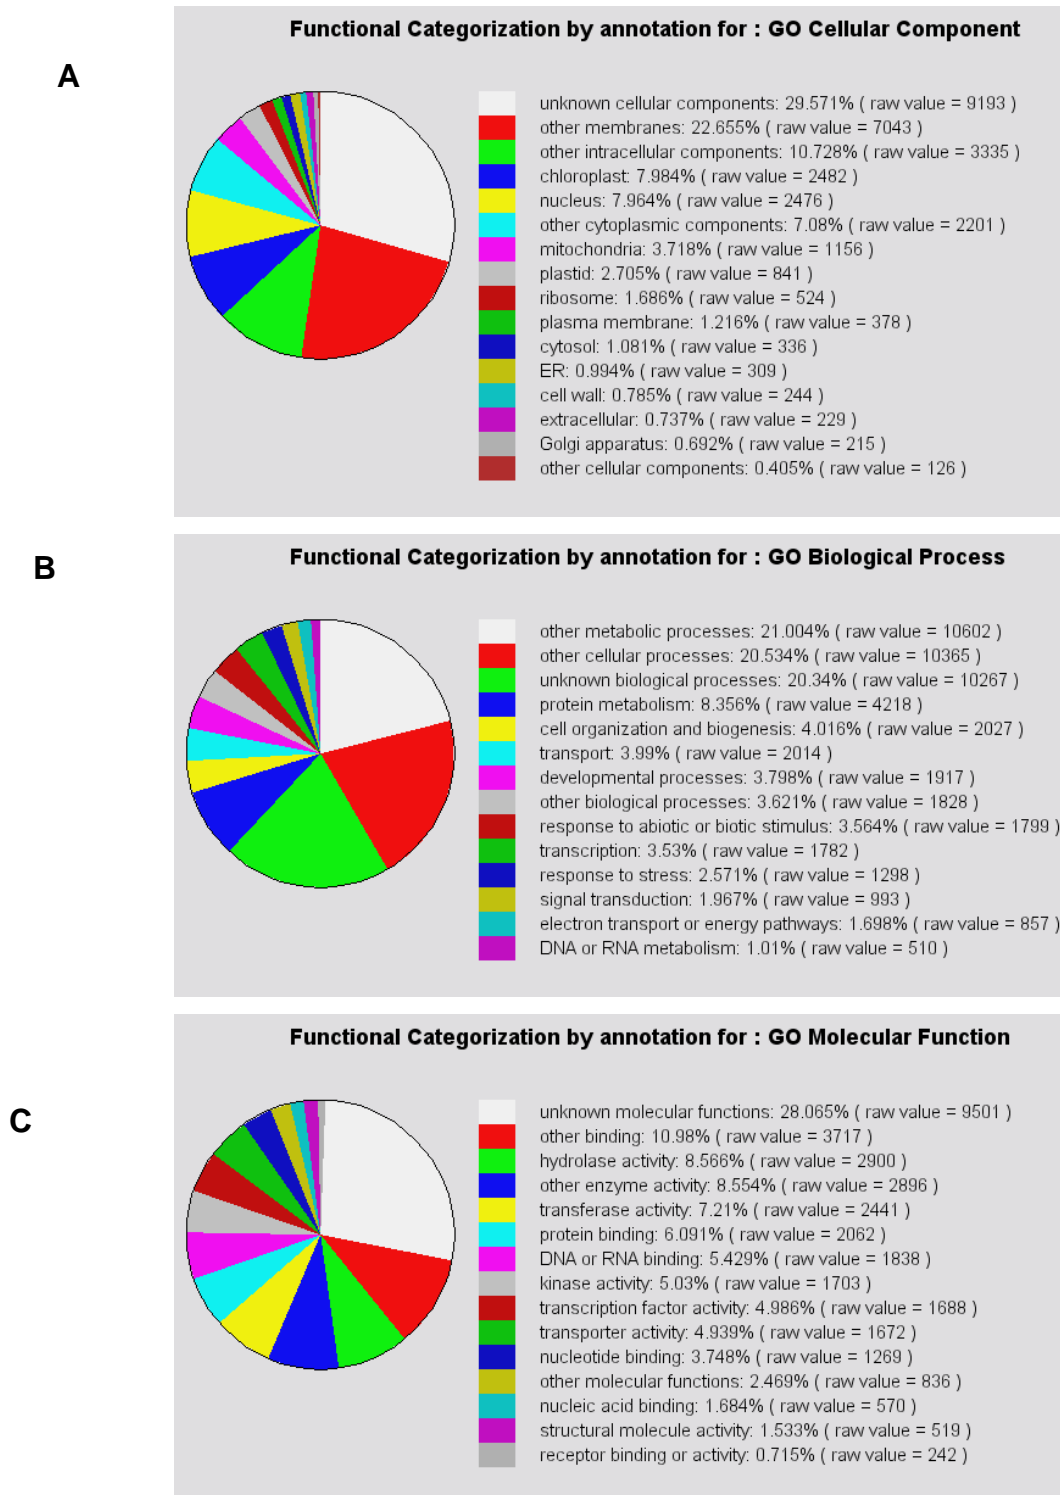 Functional Categorization by annotation for : GO Cellular Component
A
unknown cellular components: 29.571% ( raw value = 9193 )
other membranes: 22.655% ( raw value = 7043 )
other intracellular components: 10.728% ( raw value = 3335 )
chloroplast: 7.984% ( raw value = 2482 )
nucleus: 7.964% ( raw value = 2476 )
other cytoplasmic components: 7.08% ( raw value = 2201 )
mitochondria: 3.718% ( raw value = 1156 )
plastid: 2.705% ( raw value = 841 )
ribosome: 1.686% ( raw value = 524 )
plasma membrane: 1.216% ( raw value = 378 )
cytosol: 1.081% ( raw value = 336 )
ER: 0.994% ( raw value = 309 )
cell wall: 0.785% ( raw value = 244 )
extracellular: 0.737% ( raw value = 229 )
Golgi apparatus: 0.692% ( raw value = 215 )
other cellular components: 0.405% ( raw value = 126 )
Functional Categorization by annotation for : GO Biological Process
B
other metabolic processes: 21.004% ( raw value = 10602 )
other cellular processes: 20.534% ( raw value = 10365 )
unknown biological processes: 20.34% ( raw value = 10267 )
protein metabolism: 8.356% ( raw value = 4218 )
cell organization and biogenesis: 4.016% ( raw value = 2027 )
transport: 3.99% ( raw value = 2014 )
developmental processes: 3.798% ( raw value = 1917 )
other biological processes: 3.621% ( raw value = 1828 )
response to abiotic or biotic stimulus: 3.564% ( raw value = 1799 )
transcription: 3.53% ( raw value = 1782 )
response to stress: 2.571% ( raw value = 1298 )
signal transduction: 1.967% ( raw value = 993 )
electron transport or energy pathways: 1.698% ( raw value = 857 )
DNA or RNA metabolism: 1.01% ( raw value = 510 )
Functional Categorization by annotation for : GO Molecular Function
C
unknown molecular functions: 28.065% ( raw value = 9501 )
other binding: 10.98% ( raw value = 3717 )
hydrolase activity: 8.566% ( raw value = 2900 )
other enzyme activity: 8.554% ( raw value = 2896 )
transferase activity: 7.21% ( raw value = 2441 )
protein binding: 6.091% ( raw value = 2062 )
DNA or RNA binding: 5.429% ( raw value = 1838 )
kinase activity: 5.03% ( raw value = 1703 )
transcription factor activity: 4.986% ( raw value = 1688 )
transporter activity: 4.939% ( raw value = 1672 )
nucleotide binding: 3.748% ( raw value = 1269 )
other molecular functions: 2.469% ( raw value = 836 )
nucleic acid binding: 1.684% ( raw value = 570 )
structural molecule activity: 1.533% ( raw value = 519 )
receptor binding or activity: 0.715% ( raw value = 242 )